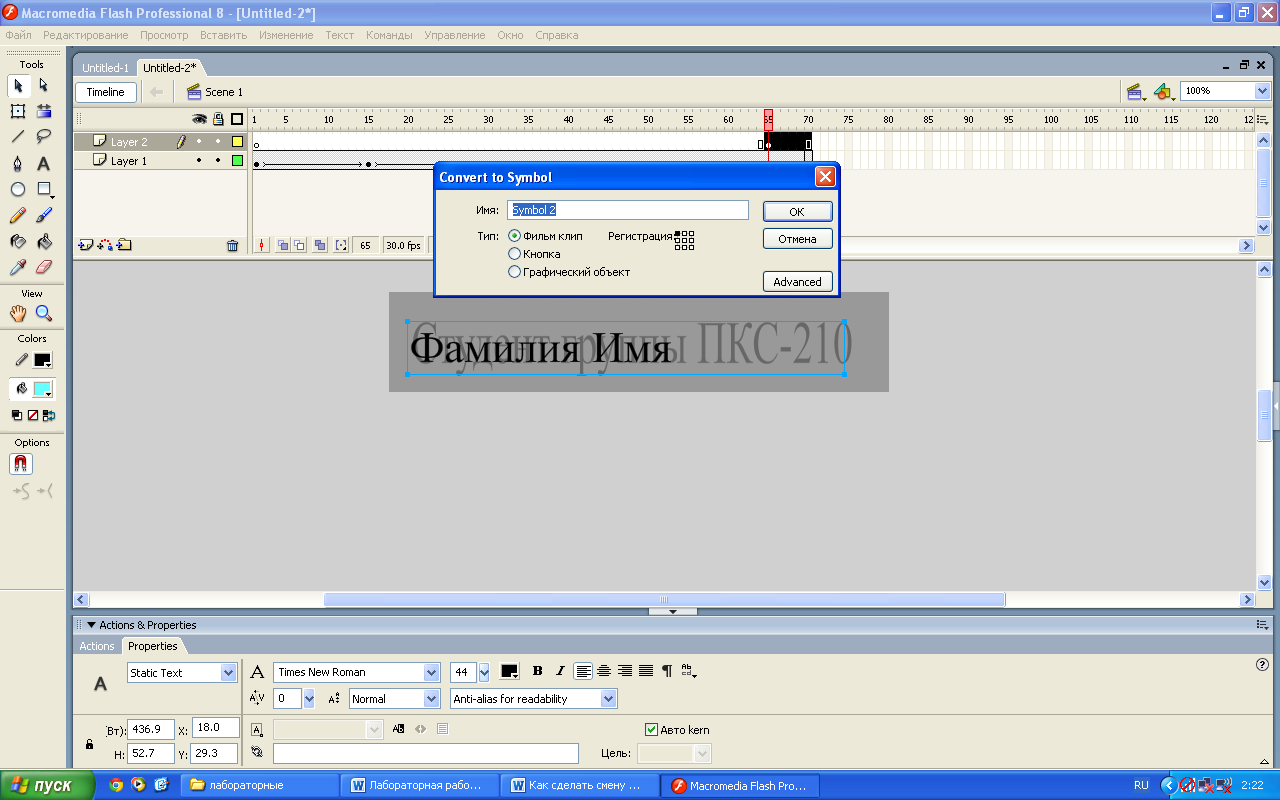 Macromedia Flash Professional 8 - [Untitled-2*]
Файл Редактирование Просмотр Вставить Изменение Текст Команды Управление Окно Справка
Tools
Untitled-1 Untitled-2*
Timeline Scene 1 100%
1 5 10 15 20 25 30 35 40 45 50 55 60 65 70 75 80 85 90 95 100 105 110 115 120 12
Layer 2
Layer 1
65 30.0 fps
Convert to Symbol
Имя: Symbol 2 OK
Тип: Фильм клип Регистрация Отмена
Кнопка
Графический объект
Advanced
View
Colors
Options
Студент группы ПКС-210
Фамилия Имя
Actions & Properties
Actions Properties
A Static Text A Times New Roman 44 B I
A/V 0 Normal Anti-alias for readability
Вт): 436.9 X: 18.0 Авто kern
H: 52.7 Y: 29.3 Цель:
пуск лабораторные Лабораторная рабо... Как сделать смену ... Macromedia Flash Pro... RU 2:22